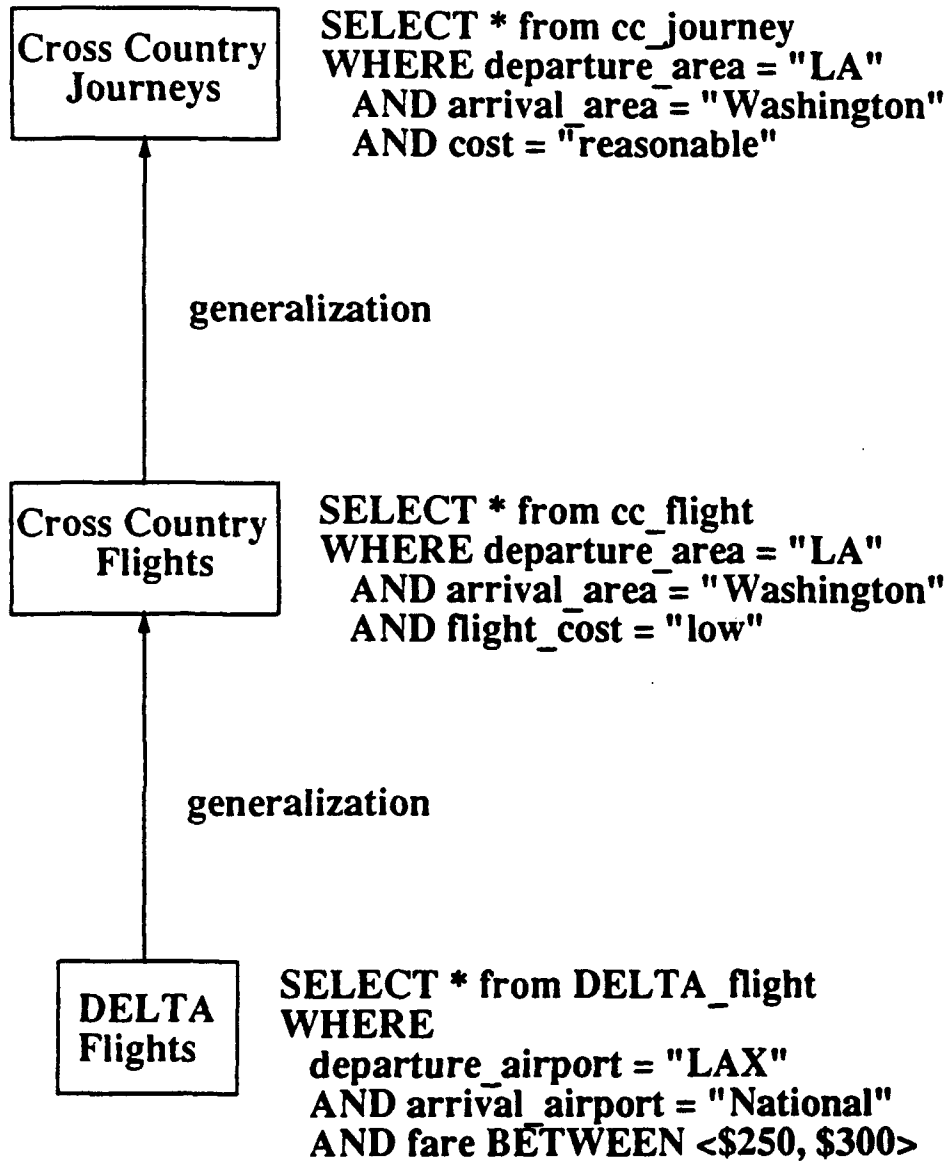 Cross Country
Journeys
SELECT * from cc_journey
WHERE departure_area = "LA"
AND arrival_area = "Washington"
AND cost = "reasonable"
generalization
Cross Country
Flights
SELECT * from cc_flight
WHERE departure_area = "LA"
AND arrival_area = "Washington"
AND flight_cost = "low"
generalization
DELTA
Flights
SELECT * from DELTA_flight
WHERE
departure_airport = "LAX"
AND arrival_airport = "National"
AND fare BETWEEN <$250, $300>